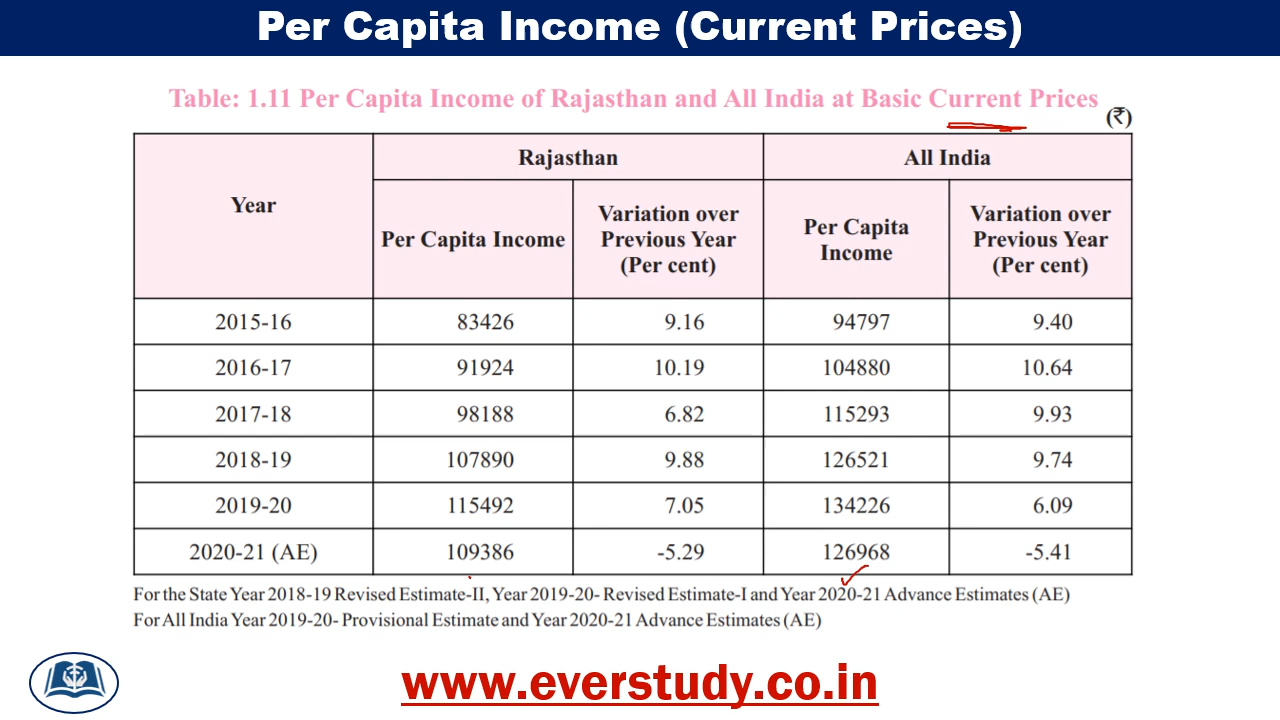 Per Capita Income (Current Prices)
Table: 1.11 Per Capita Income of Rajasthan and All India at Basic Current Prices
(₹)
Year Rajasthan All India
Per Capita Income Variation over Previous Year (Per cent) Per Capita Income Variation over Previous Year (Per cent)
2015-16 83426 9.16 94797 9.40
2016-17 91924 10.19 104880 10.64
2017-18 98188 6.82 115293 9.93
2018-19 107890 9.88 126521 9.74
2019-20 115492 7.05 134226 6.09
2020-21 (AE) 109386 -5.29 126968 -5.41
For the State Year 2018-19 Revised Estimate-II, Year 2019-20- Revised Estimate-I and Year 2020-21 Advance Estimates (AE)
For All India Year 2019-20- Provisional Estimate and Year 2020-21 Advance Estimates (AE)
www.everstudy.co.in